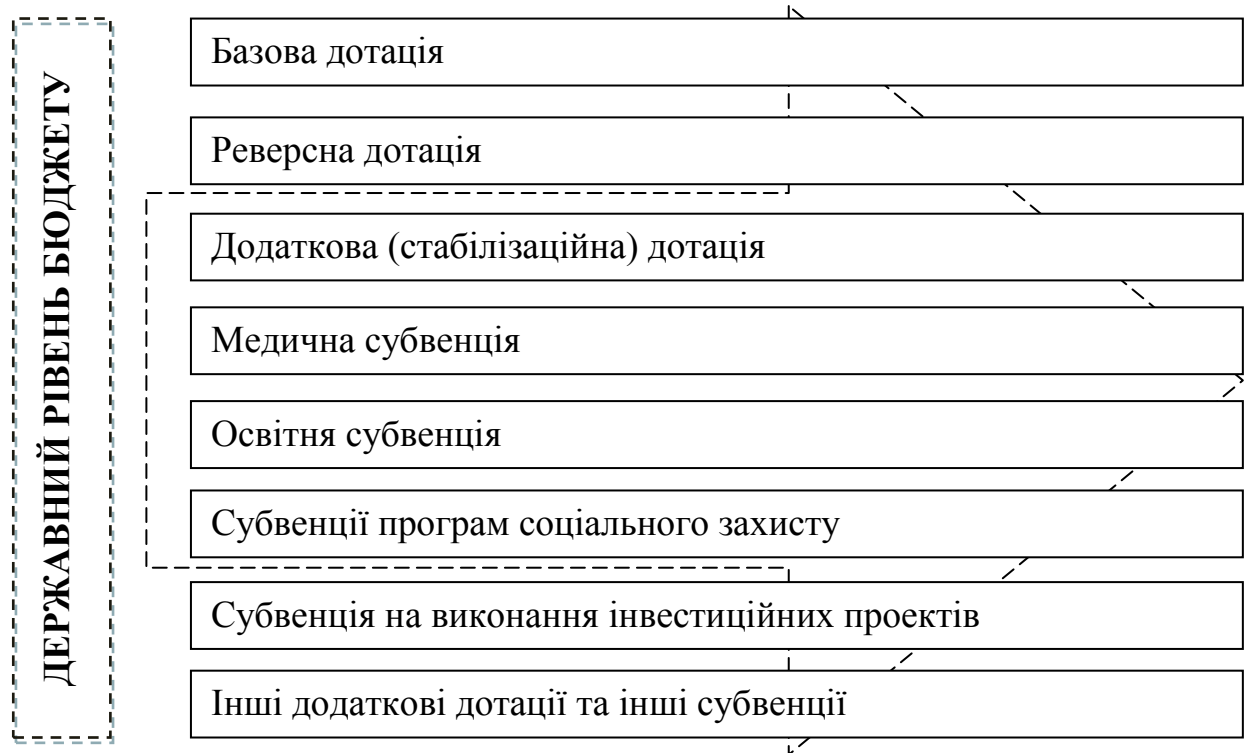 ДЕРЖАВНИЙ РІВЕНЬ БЮДЖЕТУ
Базова дотація
Реверсна дотація
Додаткова (стабілізаційна) дотація
Медична субвенція
Освітня субвенція
Субвенції програм соціального захисту
Субвенція на виконання інвестиційних проектів
Інші додаткові дотації та інші субвенції